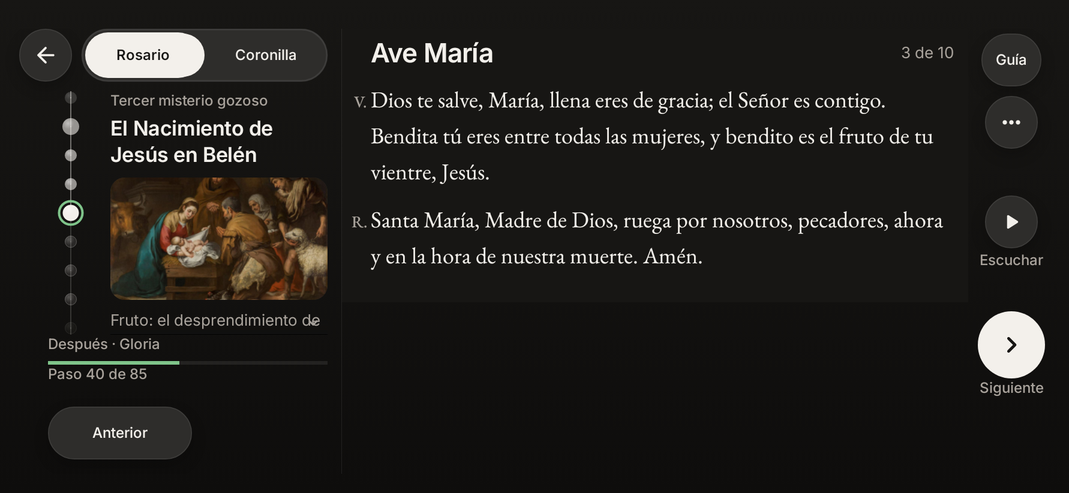 Rosario
Coronilla
Tercer misterio gozoso
El Nacimiento de
Jesús en Belén
Fruto: el desprendimiento de
Después · Gloria
Paso 40 de 85
Anterior
Ave María
3 de 10
V. Dios te salve, María, llena eres de gracia; el Señor es contigo.
Bendita tú eres entre todas las mujeres, y bendito es el fruto de tu
vientre, Jesús.
R. Santa María, Madre de Dios, ruega por nosotros, pecadores, ahora
y en la hora de nuestra muerte. Amén.
Guía
Escuchar
Siguiente